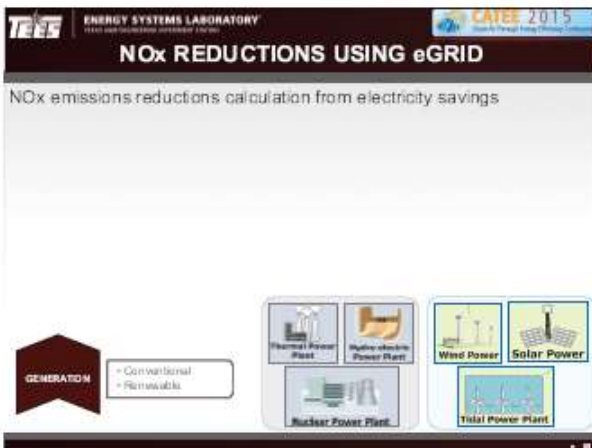 TEES
ENERGY SYSTEMS LABORATORY
CATEE 2015
NOx REDUCTIONS USING eGRID
NOx emissions reductions calculation from electricity savings
GENERATION
• Conventional
• Renewable
Thermal Power
Plant
Hydro-electric
Power Plant
Nuclear Power Plant
Wind Power
Solar Power
Tidal Power Plant